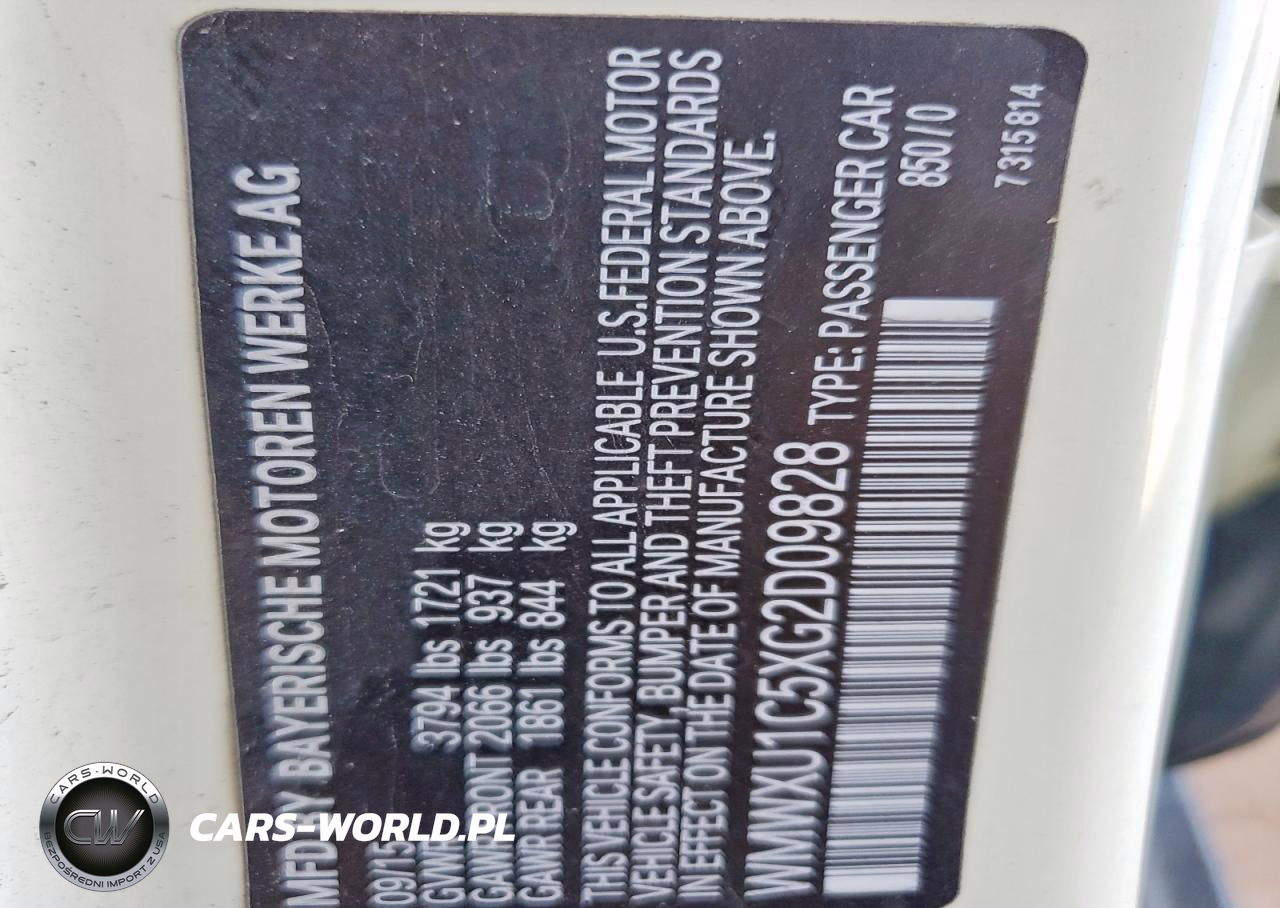 MFD BY BAYERISCHE MOTOREN WERKE AG
09/15
GVWR 3794 lbs 1721 kg
GAWR FRONT 2066 lbs 937 kg
GAWR REAR 1861 lbs 844 kg
THIS VEHICLE CONFORMS TO ALL APPLICABLE U.S.FEDERAL MOTOR
VEHICLE SAFETY, BUMPER AND THEFT PREVENTION STANDARDS
IN EFFECT ON THE DATE OF MANUFACTURE SHOWN ABOVE.
WMWXU1C5XG2D09828 TYPE: PASSENGER CAR
850/0
7 315 814
CARS-WORLD
CW
BEZPOŚREDNI IMPORT Z USA
CARS-WORLD.PL